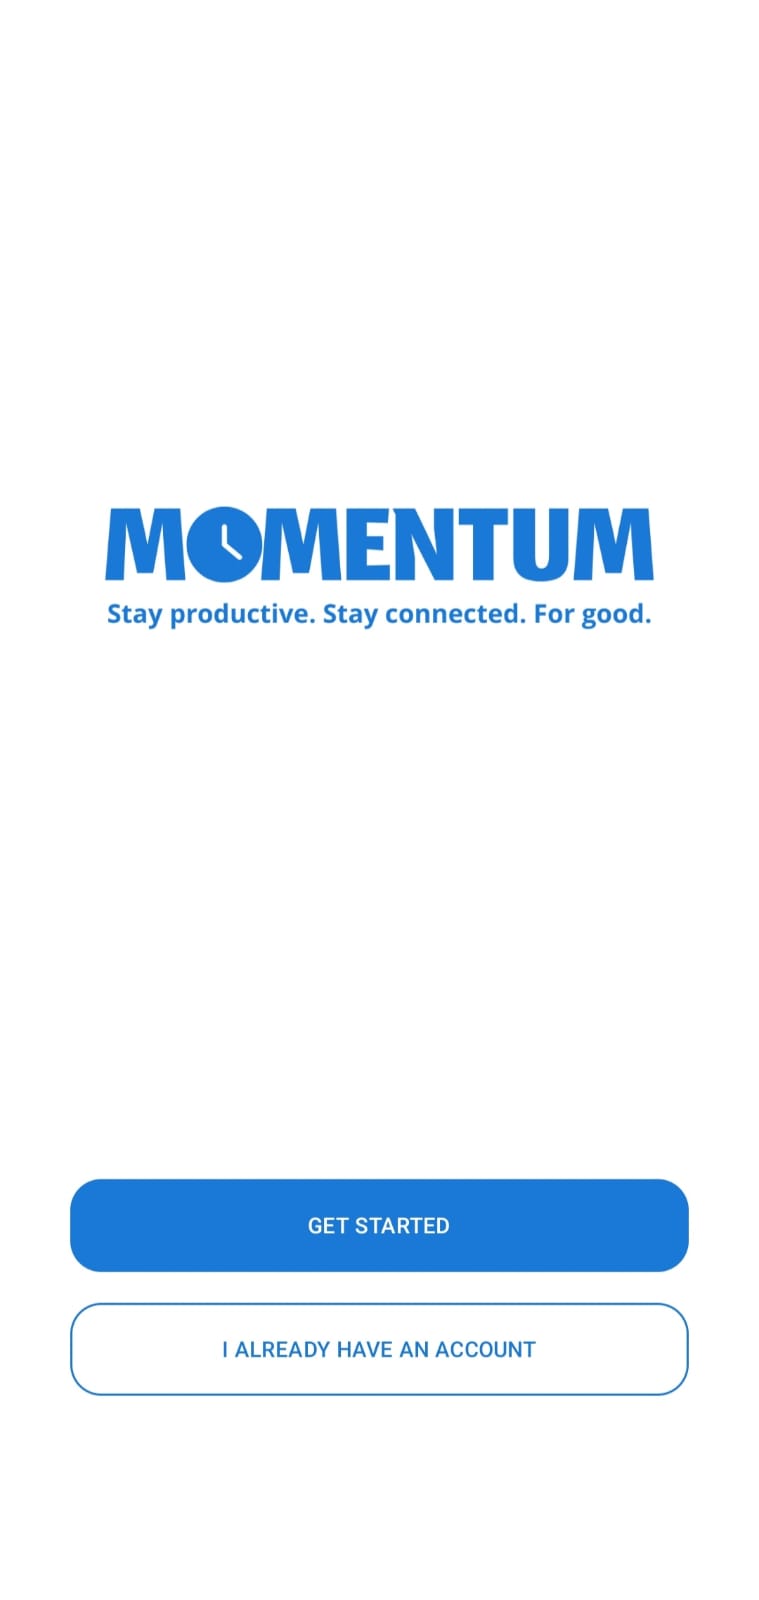 MOMENTUM
Stay productive. Stay connected. For good.
GET STARTED
I ALREADY HAVE AN ACCOUNT